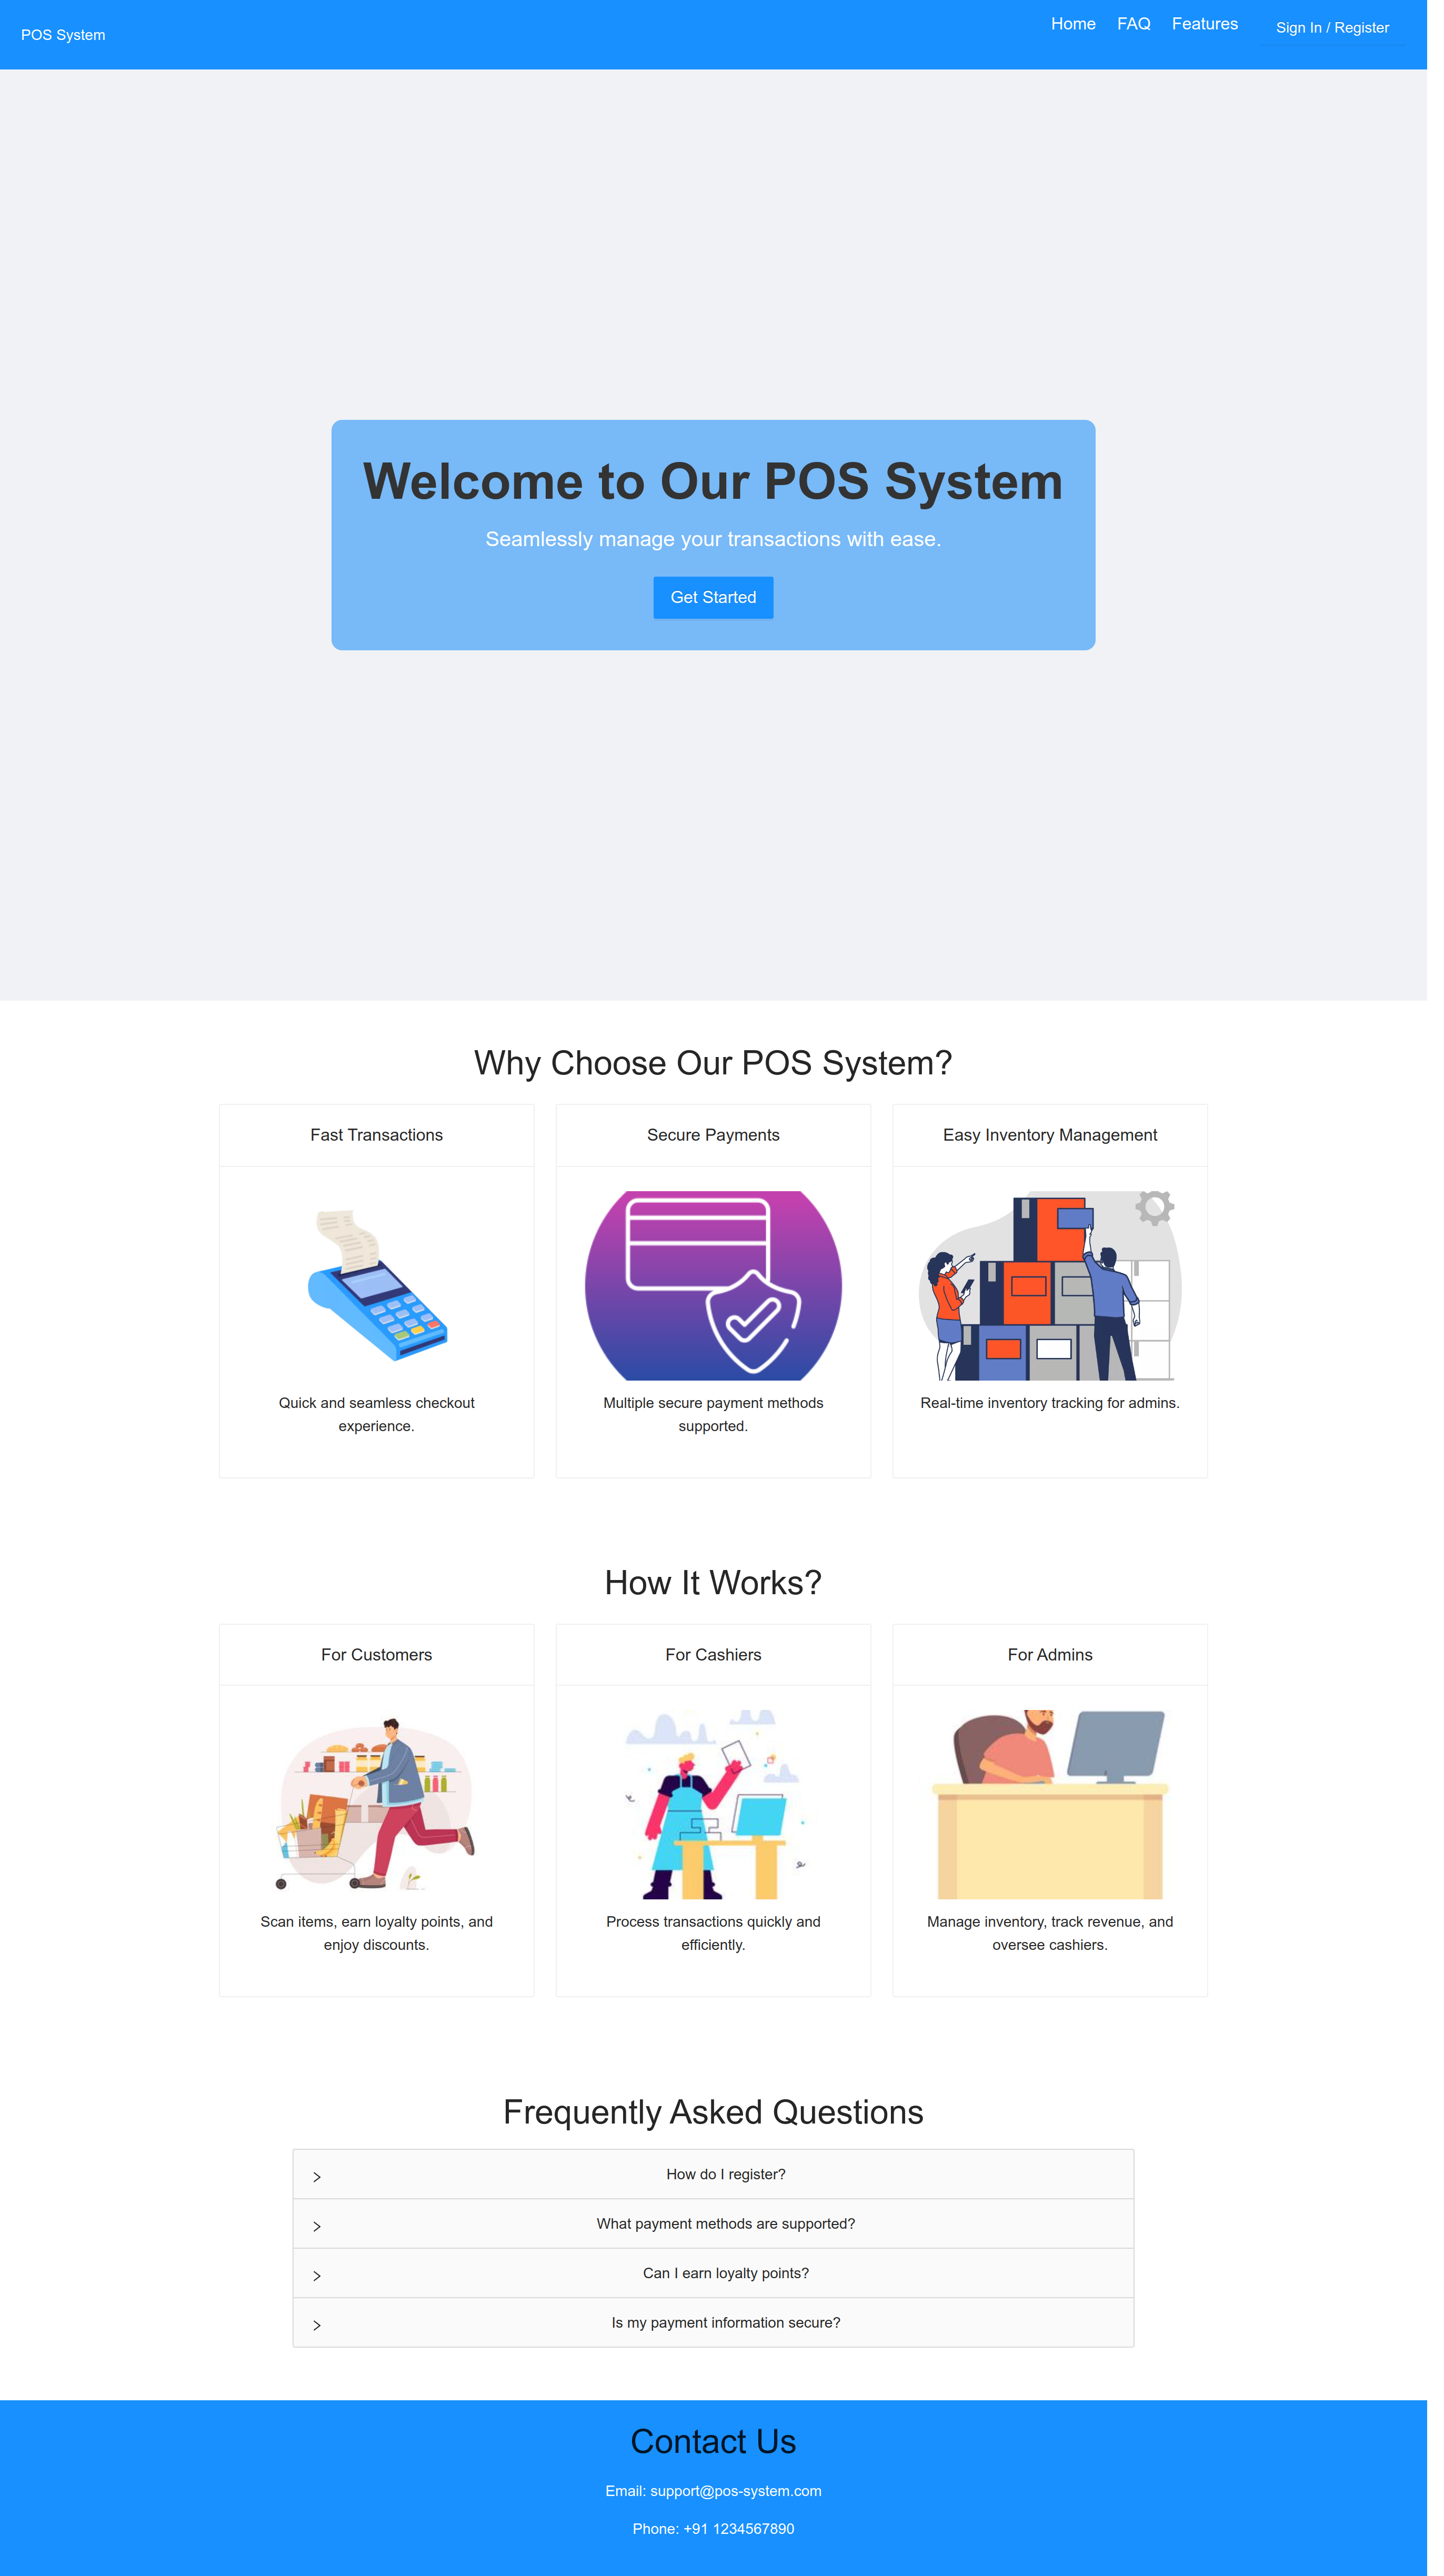 POS System
Home
FAQ
Features
Sign In / Register
Welcome to Our POS System
Seamlessly manage your transactions with ease.
Get Started
Why Choose Our POS System?
Fast Transactions
Quick and seamless checkout
experience.
Secure Payments
Multiple secure payment methods
supported.
Easy Inventory Management
Real-time inventory tracking for admins.
How It Works?
For Customers
Scan items, earn loyalty points, and
enjoy discounts.
For Cashiers
Process transactions quickly and
efficiently.
For Admins
Manage inventory, track revenue, and
oversee cashiers.
Frequently Asked Questions
How do I register?
What payment methods are supported?
Can I earn loyalty points?
Is my payment information secure?
Contact Us
Email: support@pos-system.com
Phone: +91 1234567890